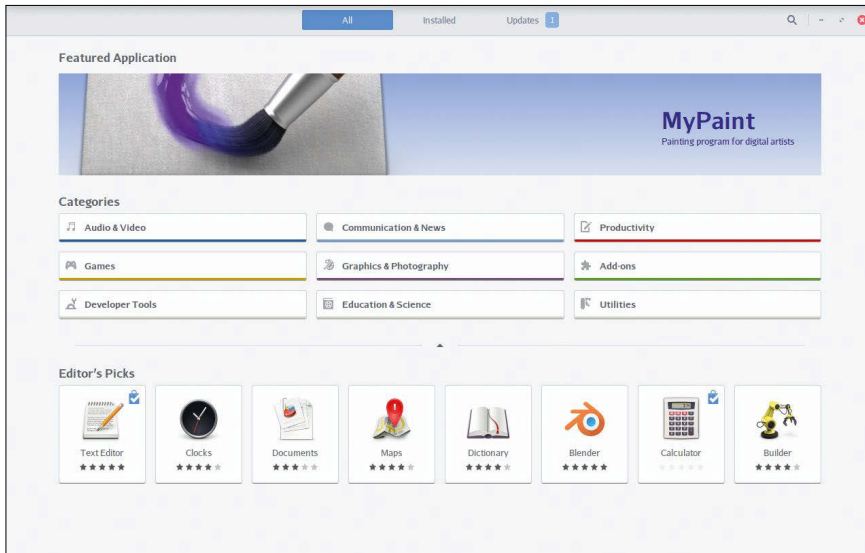 All
Installed
Updates 1
Featured Application
MyPaint
Painting program for digital artists
Categories
Audio & Video
Communication & News
Productivity
Games
Graphics & Photography
Add-ons
Developer Tools
Education & Science
Utilities
Editor's Picks
Text Editor
Clocks
Documents
Maps
Dictionary
Blender
Calculator
Builder